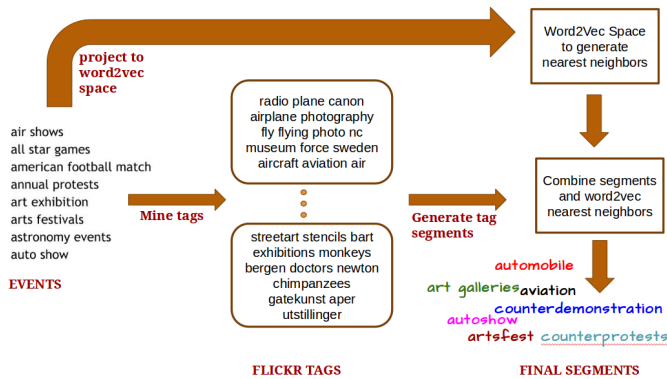 project to
word2vec
space
Word2Vec Space
to generate
nearest neighbors
air shows
all star games
american football match
annual protests
art exhibition
arts festivals
astronomy events
auto show
EVENTS
Mine tags
radio plane canon
airplane photography
fly flying photo nc
museum force sweden
aircraft aviation air
streetart stencils bart
exhibitions monkeys
bergen doctors newton
chimpanzees
gatekunst aper
utstillinger
FLICKR TAGS
Generate tag
segments
Combine segments
and word2vec
nearest neighbors
automobile
art galleries
aviation
counterdemonstration
autoshow
artsfest
counterprotests
FINAL SEGMENTS